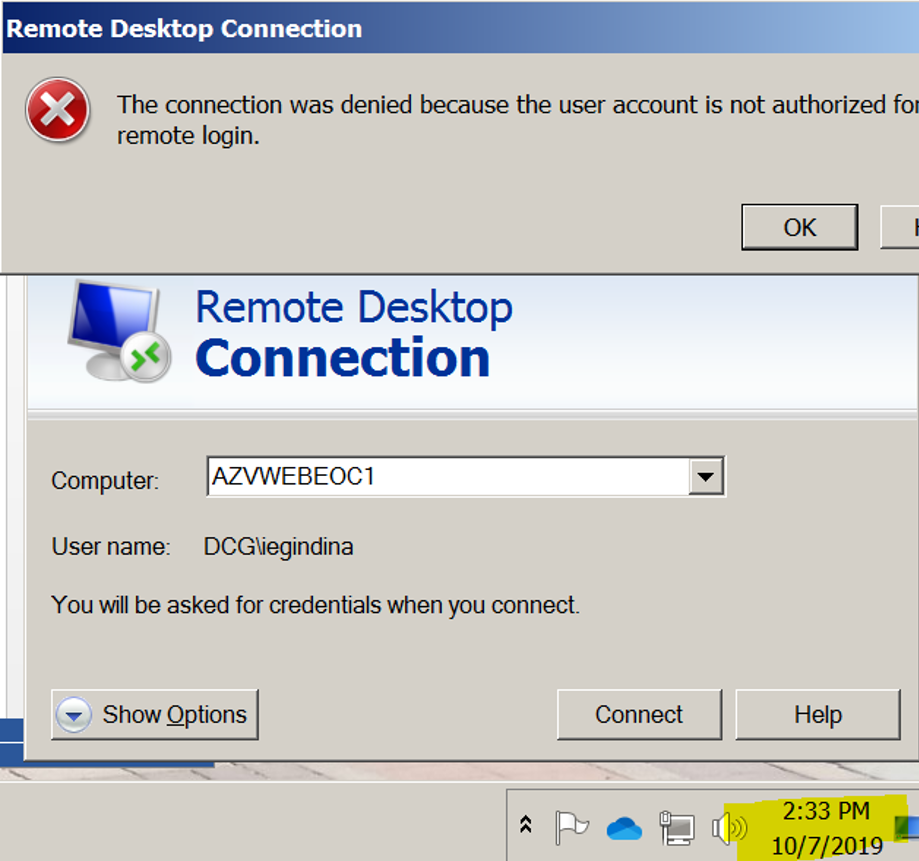 Remote Desktop Connection
The connection was denied because the user account is not authorized for
remote login.
OK
Remote Desktop
Connection
Computer: AZVWEBEOC1
User name: DCG\iegindina
You will be asked for credentials when you connect.
Show Options Connect Help
2:33 PM
10/7/2019